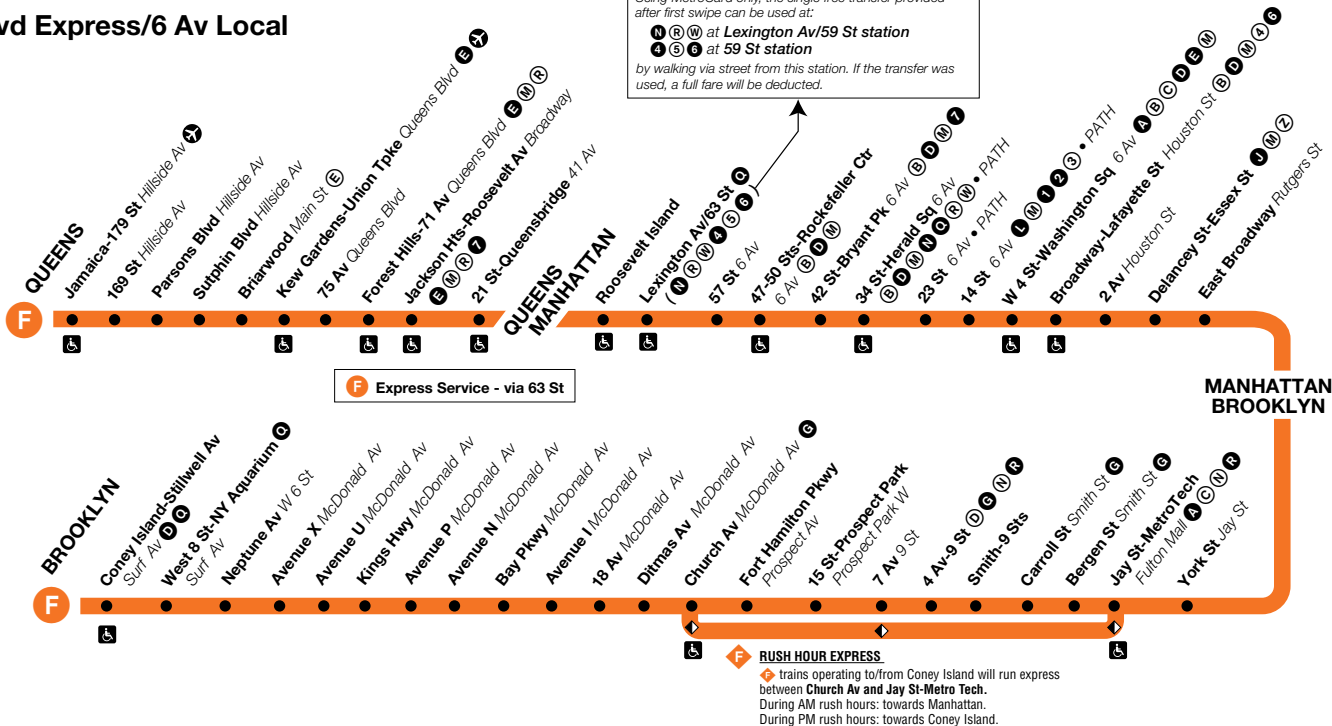 vd Express/6 Av Local
Using MetroCard only, the single free transfer provided
after first swipe can be used at:
N R W at Lexington Av/59 St station
4 5 6 at 59 St station
by walking via street from this station. If the transfer was
used, a full fare will be deducted.
QUEENS
F
Jamaica-179 St Hillside Av
169 St Hillside Av
Parsons Blvd Hillside Av
Sutphin Blvd Hillside Av
Briarwood Main St E
Kew Gardens-Union Tpke Queens Blvd E
75 Av Queens Blvd
Forest Hills-71 Av Queens Blvd E M R
Jackson Hts-Roosevelt Av Broadway
E M R 7
21 St-Queensbridge 41 Av
QUEENS
MANHATTAN
Roosevelt Island
Lexington Av/63 St Q
(N R W 4 5 6)
57 St 6 Av
47-50 Sts-Rockefeller Ctr
6 Av B D M
42 St-Bryant Pk 6 Av B D M 7
34 St-Herald Sq 6 Av
B D M N Q R W • PATH
23 St 6 Av • PATH
14 St 6 Av L M 1 2 3 • PATH
W 4 St-Washington Sq 6 Av A B C D E M
Broadway-Lafayette St Houston St B D M 4 6
2 Av Houston St
Delancey St-Essex St J M Z
East Broadway Rutgers St
F Express Service - via 63 St
MANHATTAN
BROOKLYN
BROOKLYN
F
Coney Island-Stillwell Av
Surf Av D Q
West 8 St-NY Aquarium Q
Surf Av
Neptune Av W 6 St
Avenue X McDonald Av
Avenue U McDonald Av
Kings Hwy McDonald Av
Avenue P McDonald Av
Avenue N McDonald Av
Bay Pkwy McDonald Av
Avenue I McDonald Av
18 Av McDonald Av
Ditmas Av McDonald Av
Church Av McDonald Av G
Fort Hamilton Pkwy
Prospect Av
15 St-Prospect Park
Prospect Park W
7 Av 9 St
4 Av-9 St D G N R
Smith-9 Sts
Carroll St Smith St G
Bergen St Smith St G
Jay St-MetroTech
Fulton Mall A C N R
York St Jay St
F RUSH HOUR EXPRESS
F trains operating to/from Coney Island will run express
between Church Av and Jay St-Metro Tech.
During AM rush hours: towards Manhattan.
During PM rush hours: towards Coney Island.